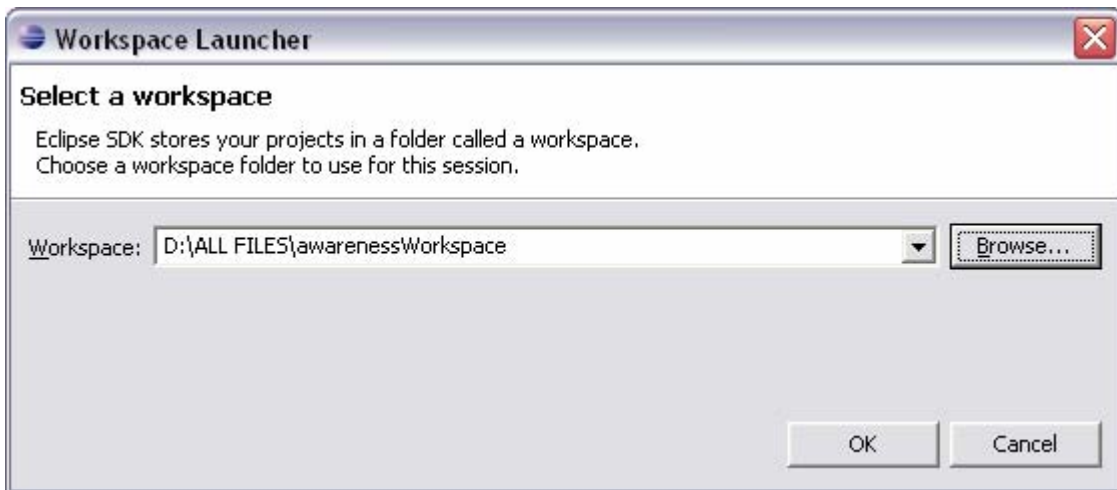 Workspace Launcher
Select a workspace
Eclipse SDK stores your projects in a folder called a workspace.
Choose a workspace folder to use for this session.
Workspace: D:\ALL FILES\awarenessWorkspace Browse...
OK Cancel